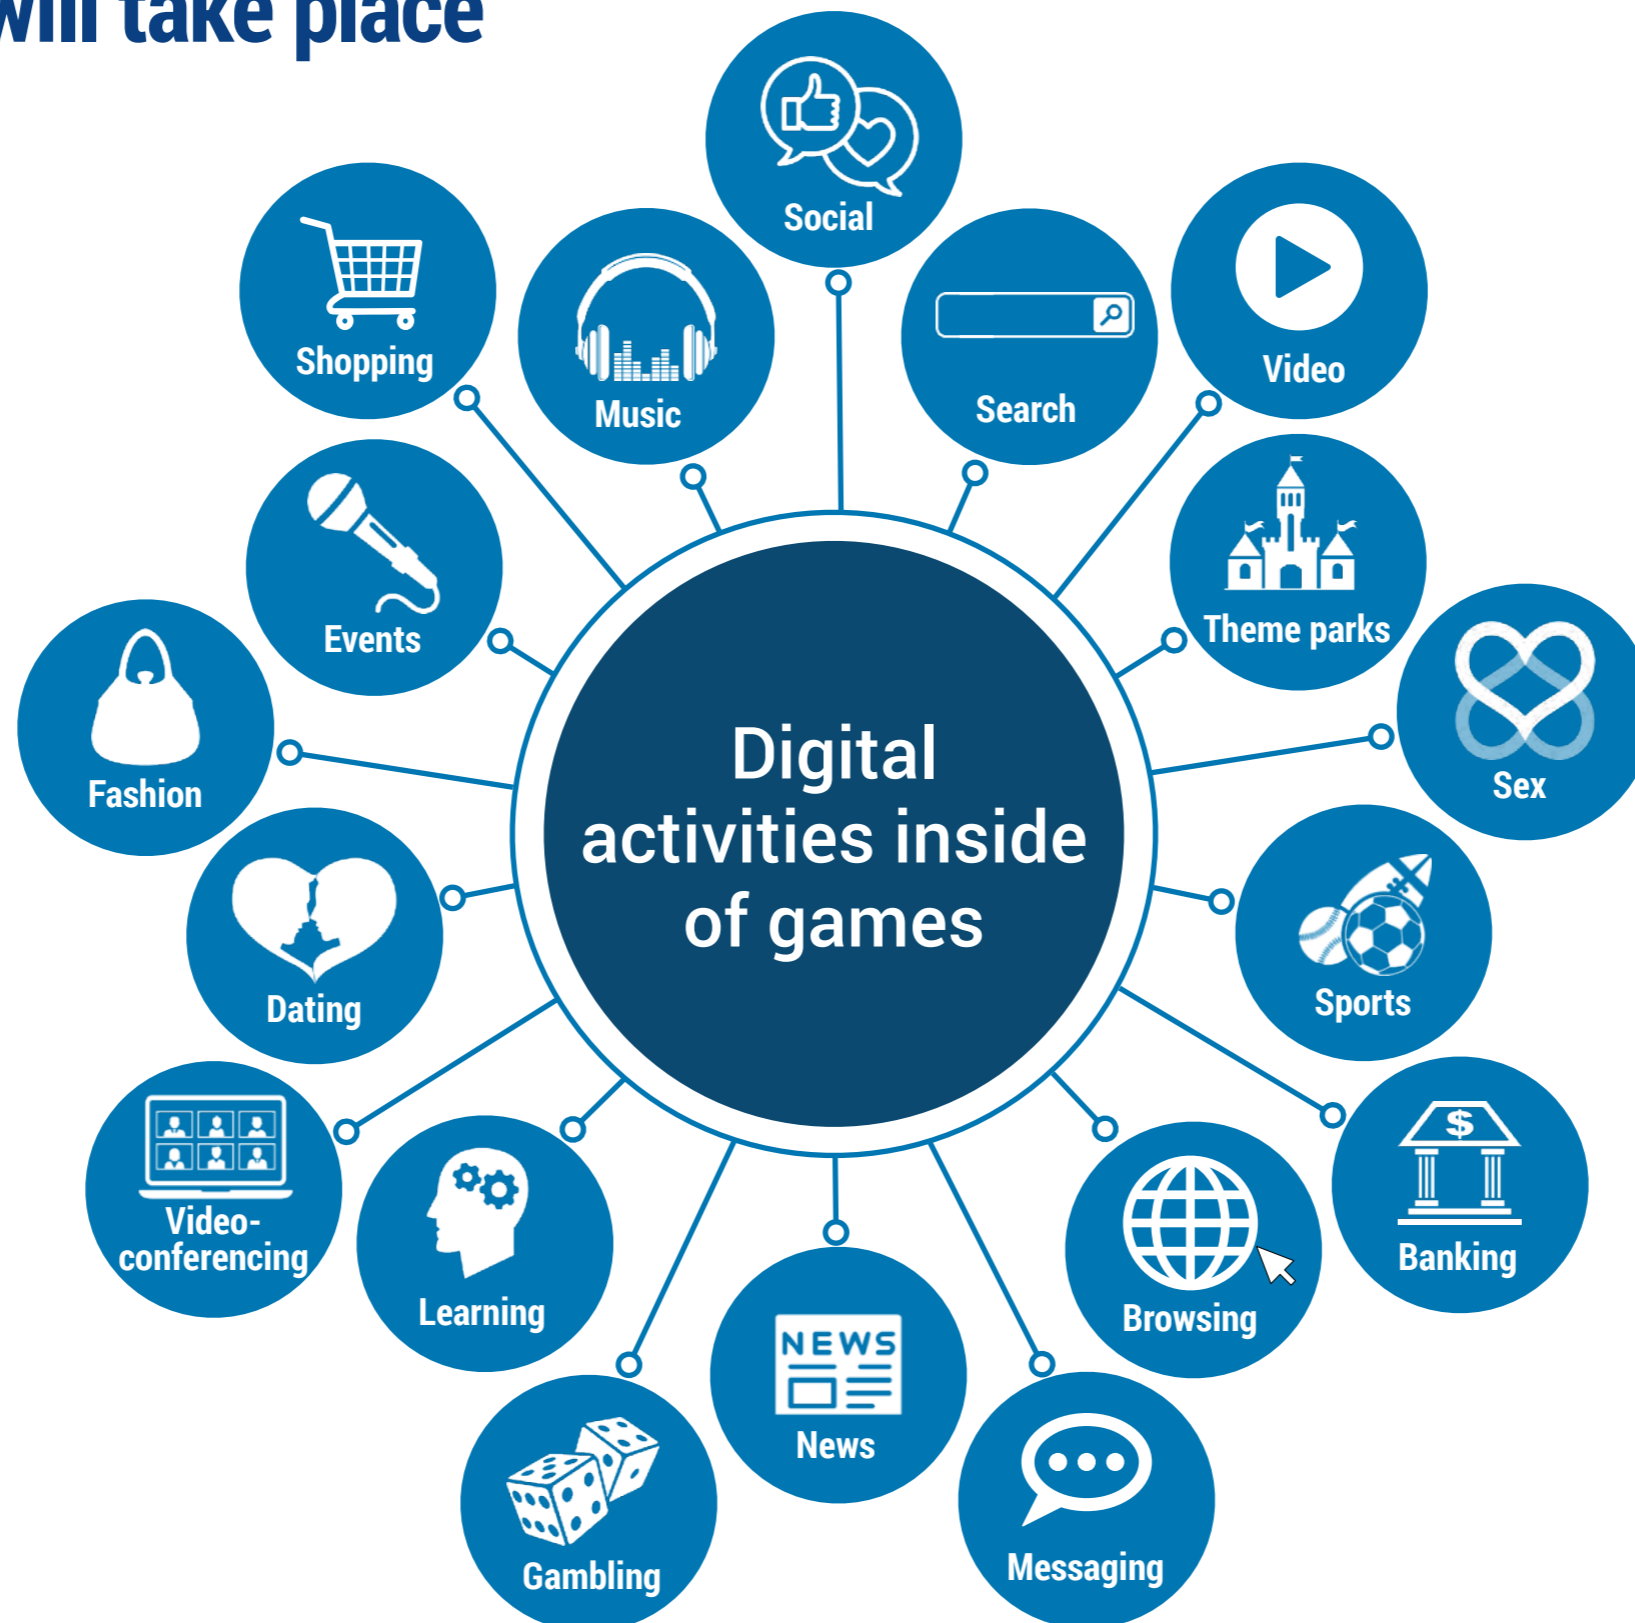 will take place
Social
Shopping
Music
Search
Video
Events
Theme parks
Fashion
Sex
Digital
activities inside
of games
Dating
Sports
Video-
conferencing
Learning
Browsing
Banking
NEWS
News
$
Gambling
Messaging